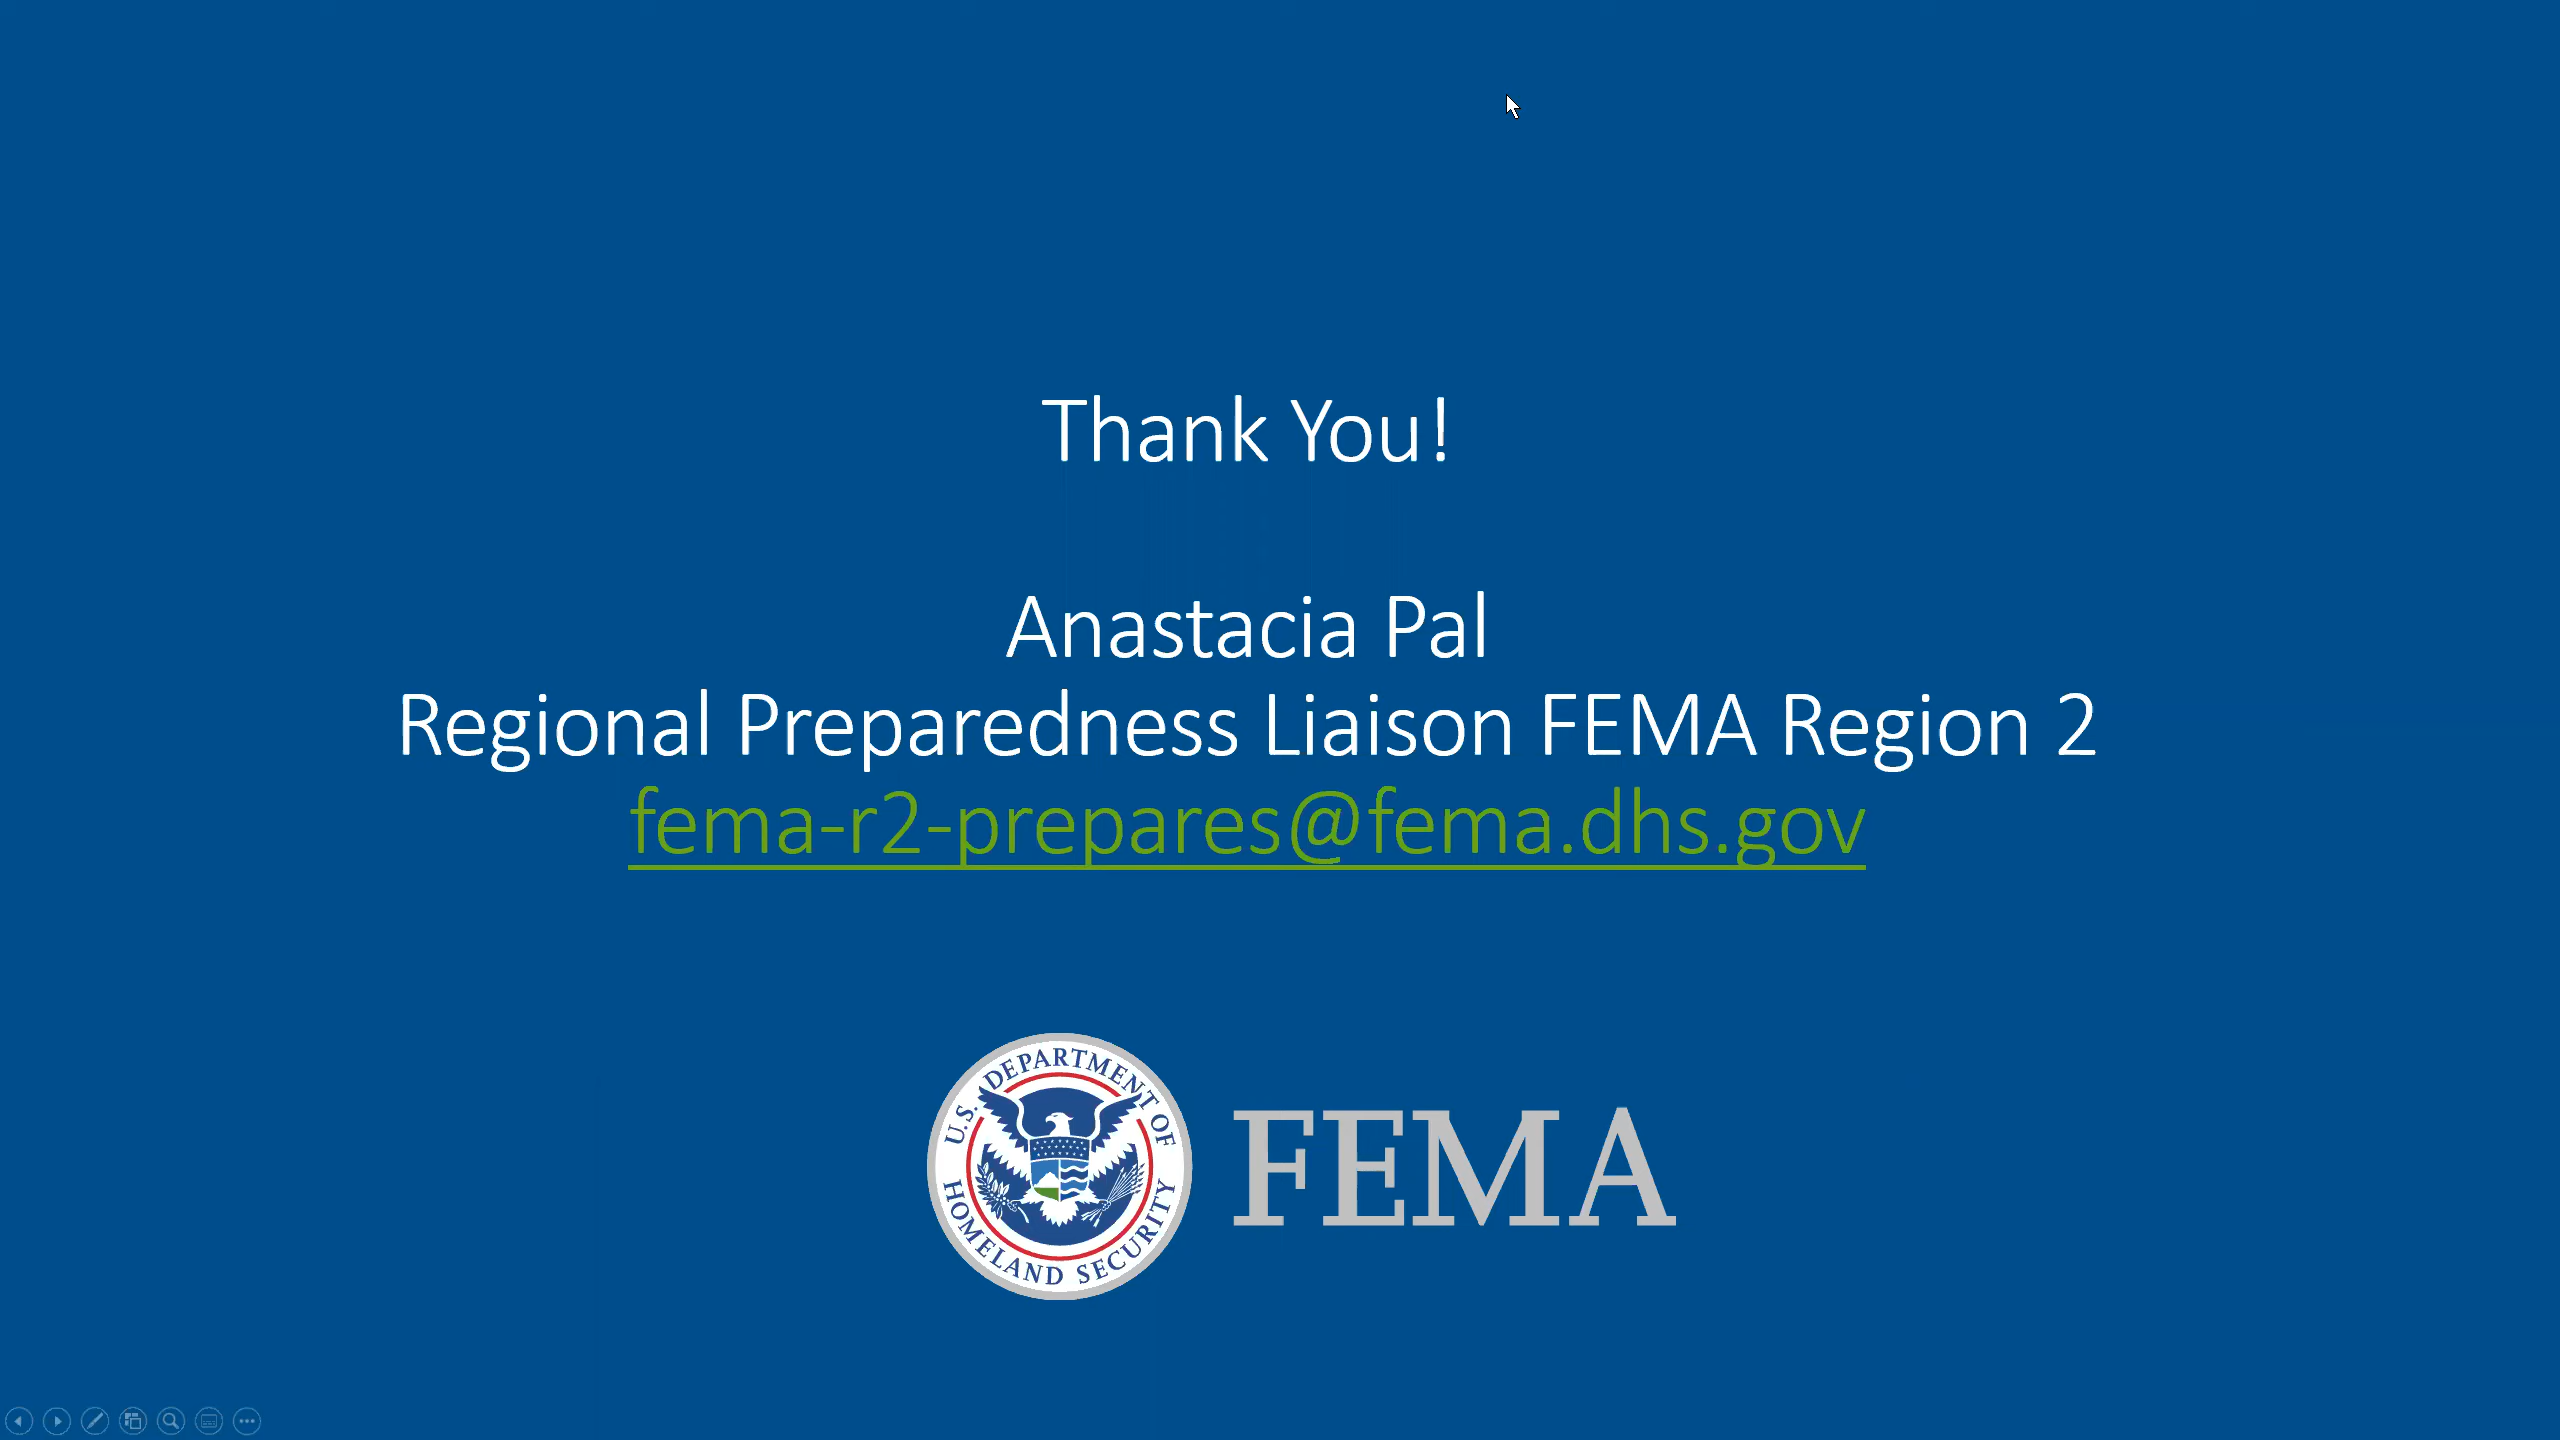 Thank You!
Anastacia Pal
Regional Preparedness Liaison FEMA Region 2
fema-r2-prepares@fema.dhs.gov
U.S. DEPARTMENT OF
HOMELAND SECURITY
FEMA